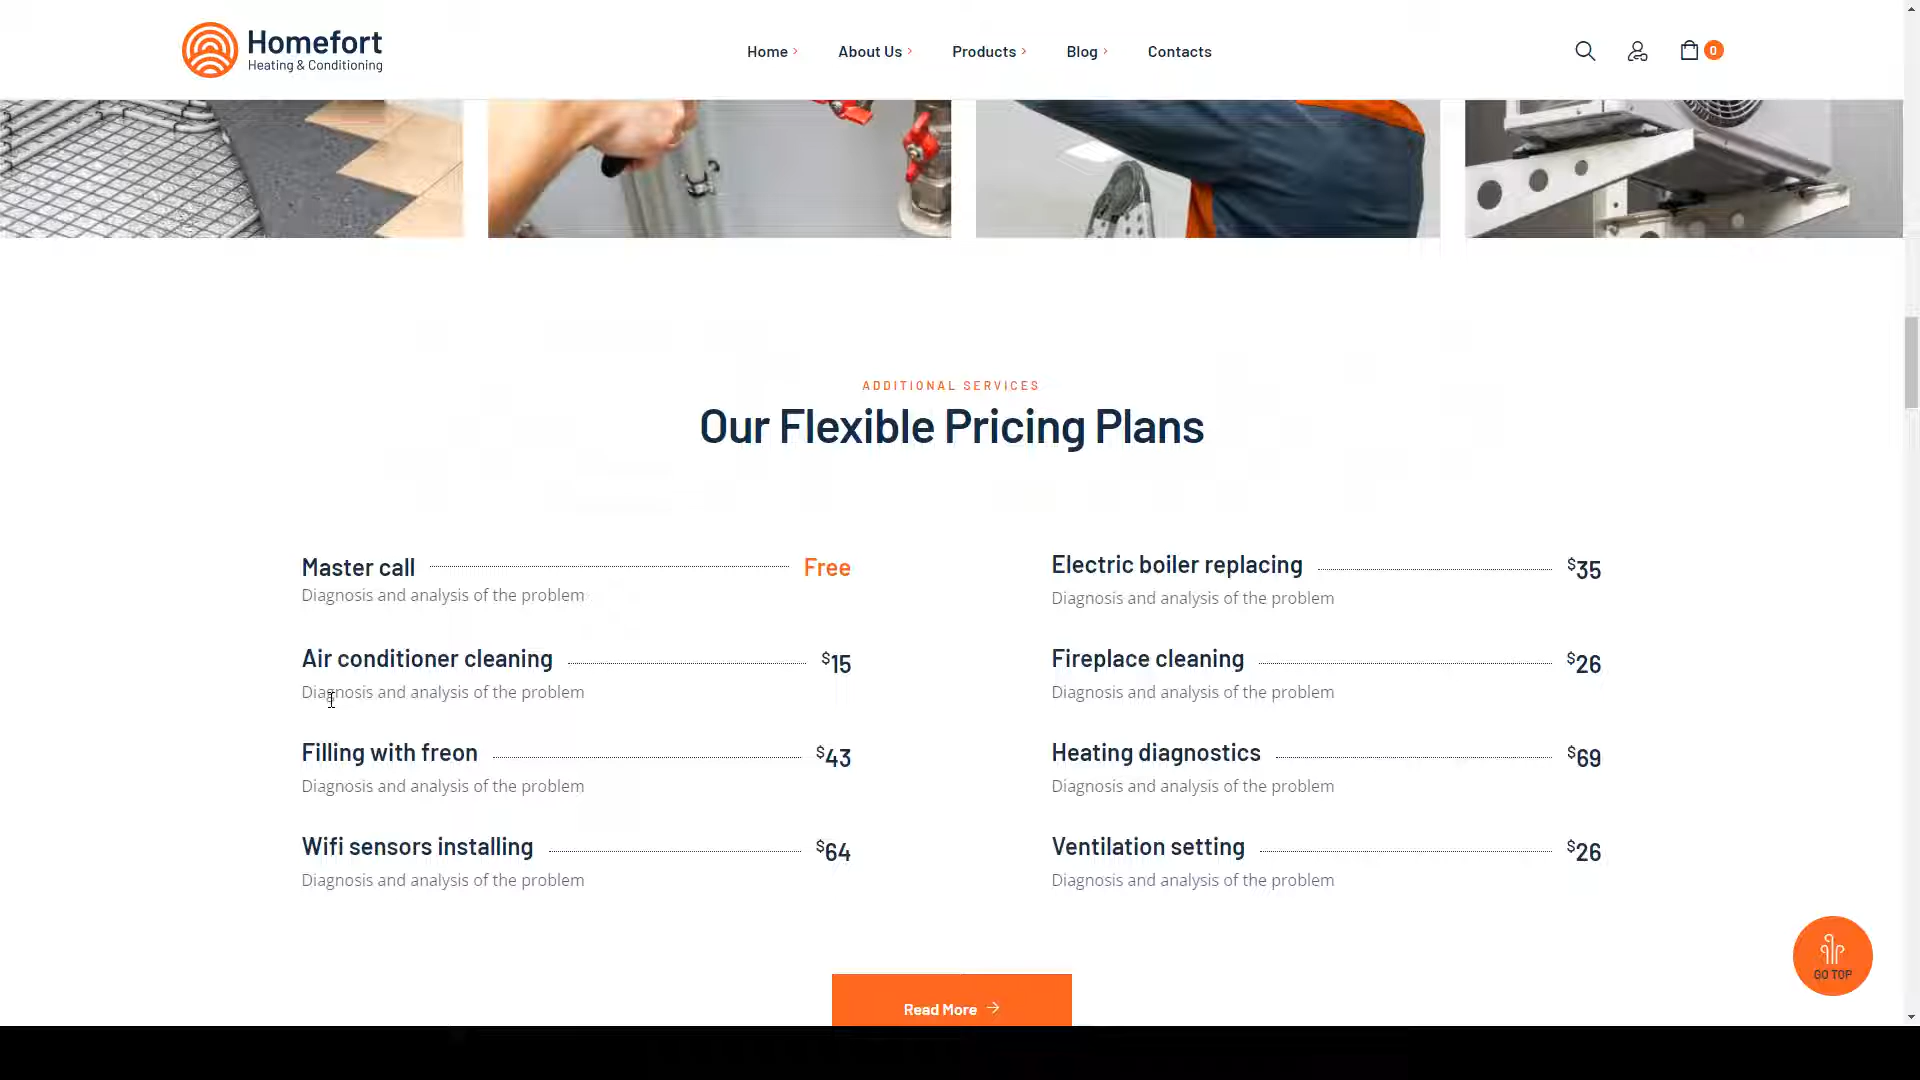 Homefort
Heating & Conditioning
Home
About Us
Products
Blog
Contacts
0
ADDITIONAL SERVICES
Our Flexible Pricing Plans
Master call Free
Diagnosis and analysis of the problem
Air conditioner cleaning $15
Diagnosis and analysis of the problem
Filling with freon $43
Diagnosis and analysis of the problem
Wifi sensors installing $64
Diagnosis and analysis of the problem
Electric boiler replacing $35
Diagnosis and analysis of the problem
Fireplace cleaning $26
Diagnosis and analysis of the problem
Heating diagnostics $69
Diagnosis and analysis of the problem
Ventilation setting $26
Diagnosis and analysis of the problem
Read More
GO TOP